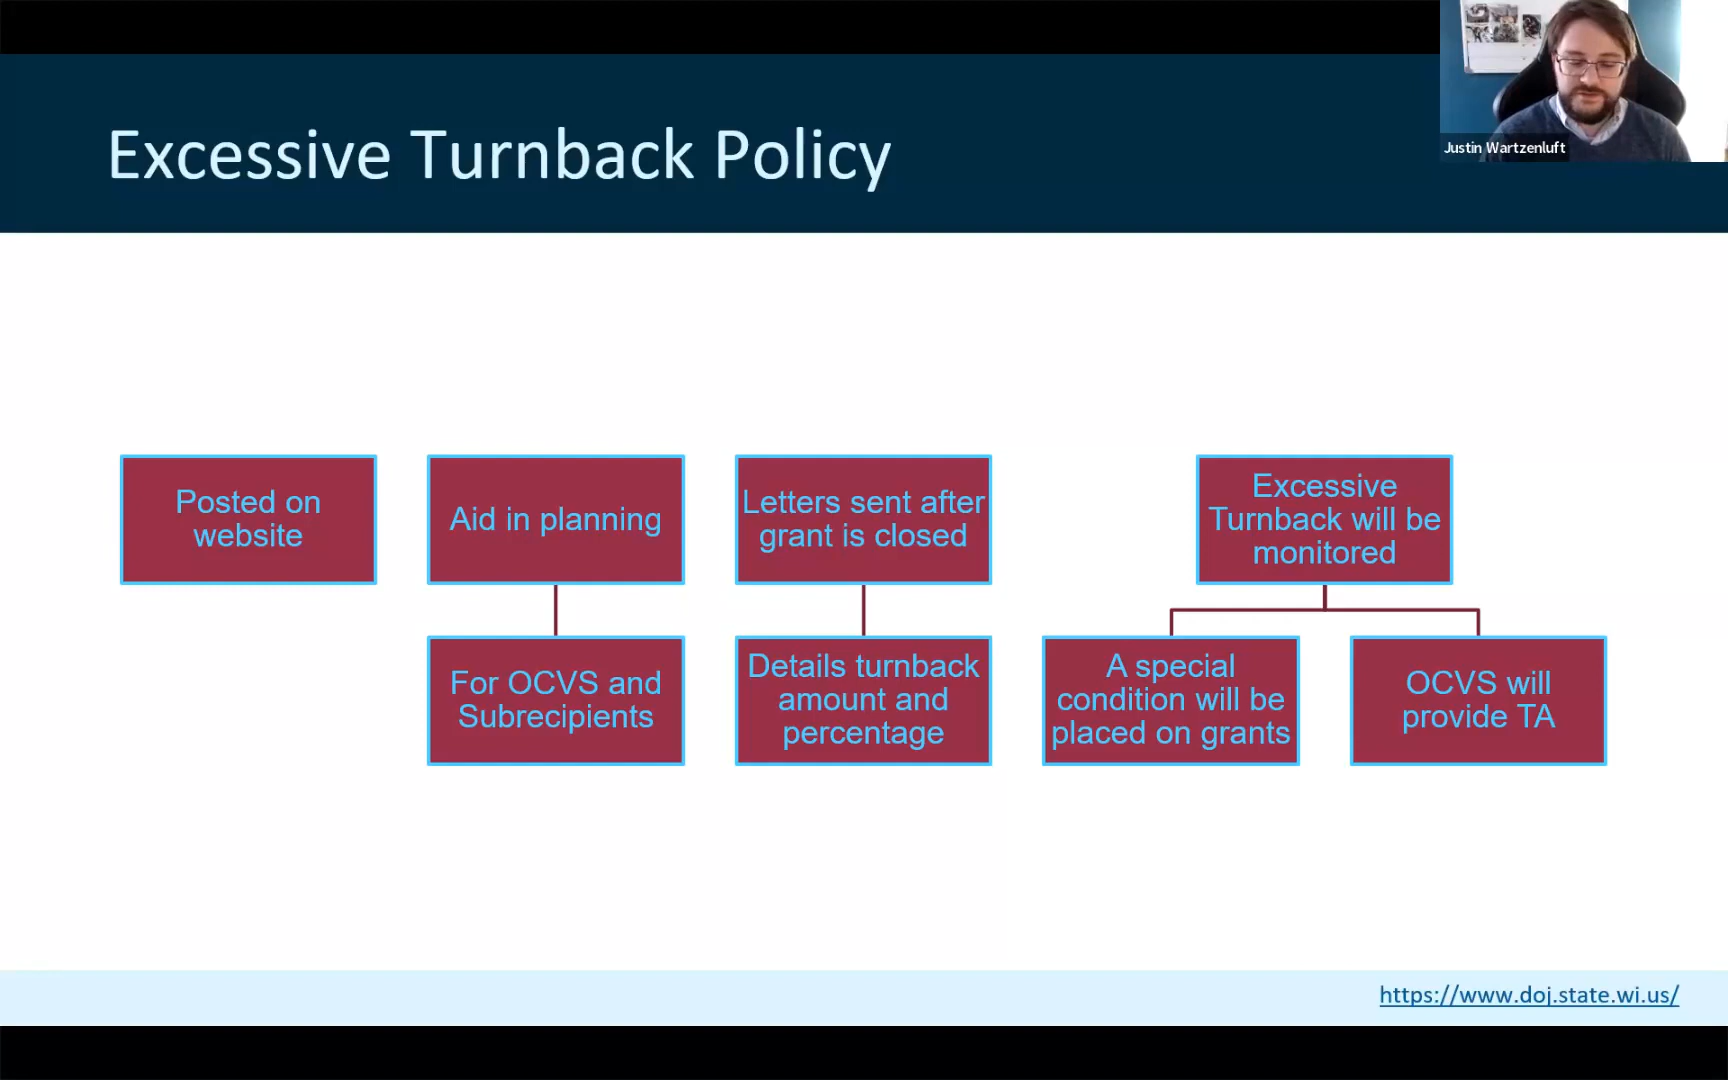 Excessive Turnback Policy
Justin Wartzenluft
Posted on
website
Aid in planning
For OCVS and
Subrecipients
Letters sent after
grant is closed
Details turnback
amount and
percentage
Excessive
Turnback will be
monitored
A special
condition will be
placed on grants
OCVS will
provide TA
https://www.doj.state.wi.us/